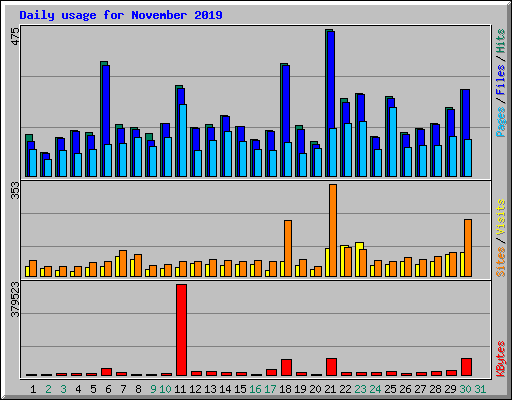 Daily usage for November 2019
475
Pages / Files / Hits
353
Sites / Visits
379523
KBytes
1 2 3 4 5 6 7 8 9 10 11 12 13 14 15 16 17 18 19 20 21 22 23 24 25 26 27 28 29 30 31